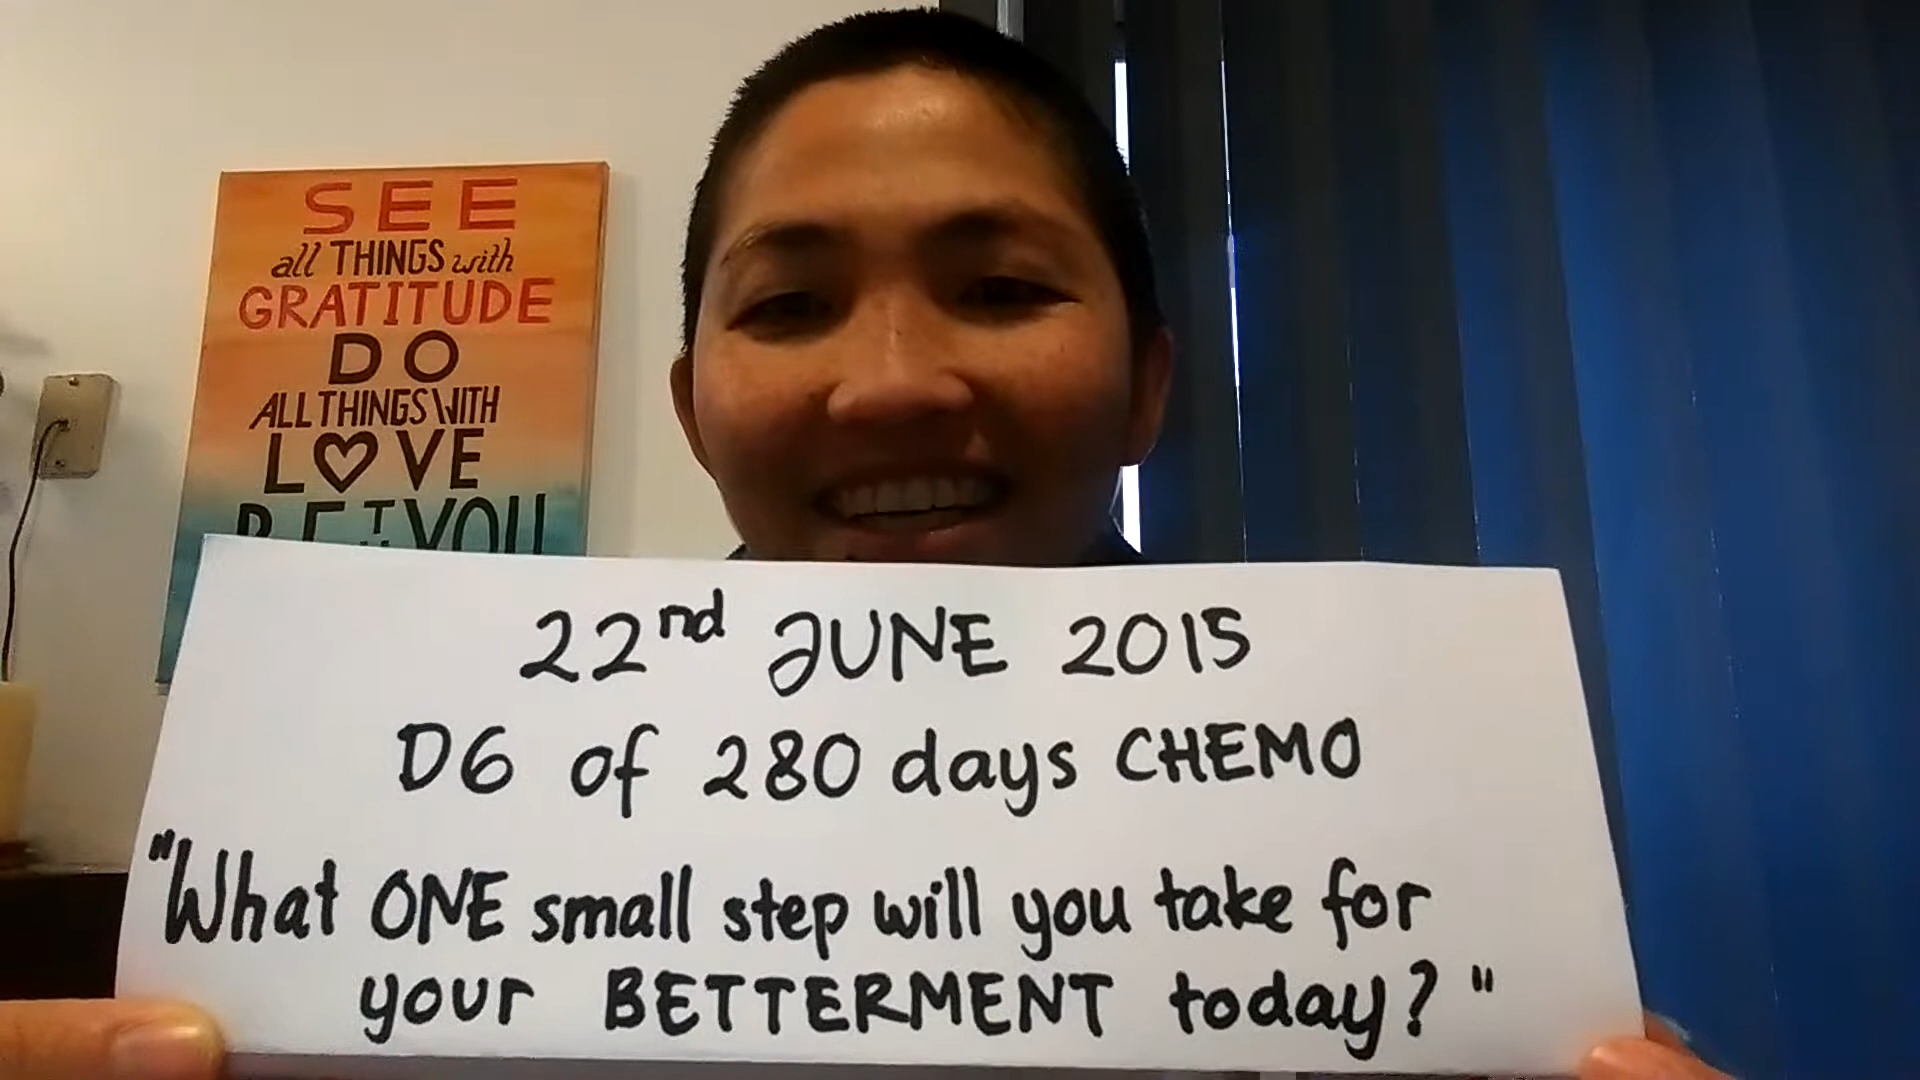 SEE
all THINGS with
GRATITUDE
DO
ALL THINGS WITH
LOVE
YOU
22nd JUNE 2015
D6 of 280 days CHEMO
"What ONE small step will you take for
your BETTERMENT today?"